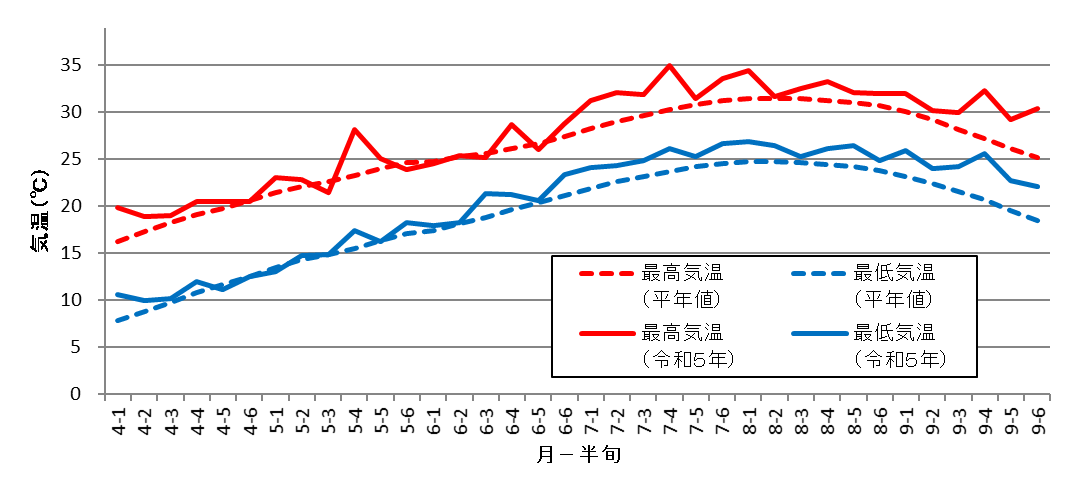 35
30
25
20
15
10
5
0
気温(℃)
最高気温
(平年値)
最低気温
(平年値)
最高気温
(令和5年)
最低気温
(令和5年)
4-1 4-2 4-3 4-4 4-5 4-6 5-1 5-2 5-3 5-4 5-5 5-6 6-1 6-2 6-3 6-4 6-5 6-6 7-1 7-2 7-3 7-4 7-5 7-6 8-1 8-2 8-3 8-4 8-5 8-6 9-1 9-2 9-3 9-4 9-5 9-6
月－半旬